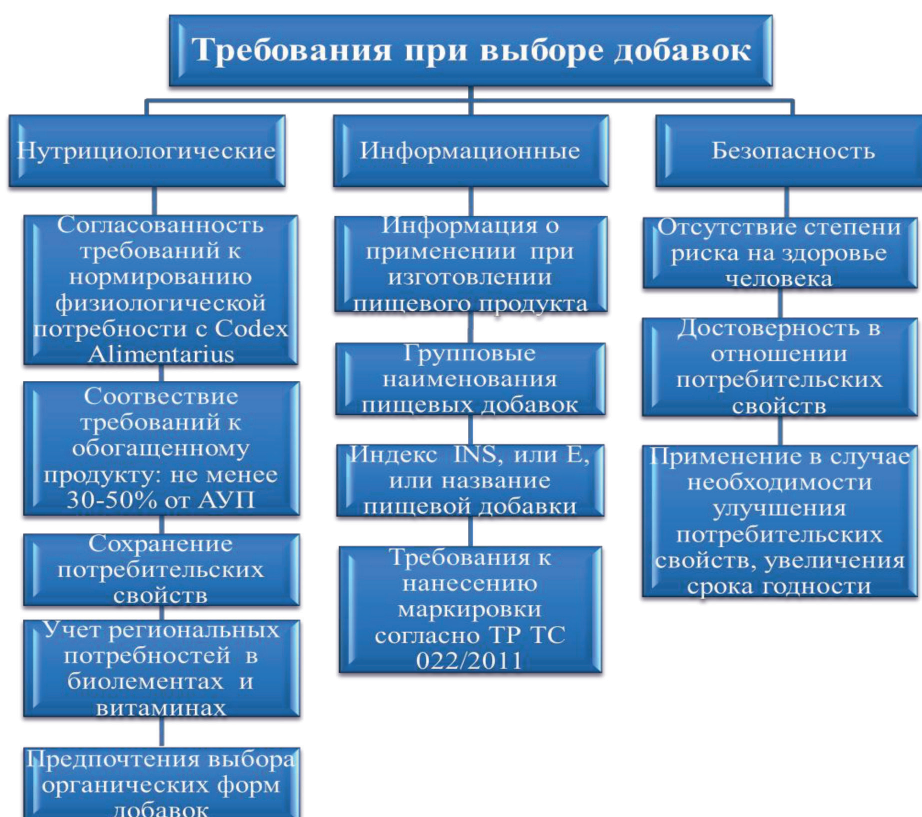 Требования при выборе добавок
Нутрициологические
Согласованность
требований к
нормированию
физиологической
потребности с Codex
Alimentarius
Соотвествие
требований к
обогащенному
продукту: не менее
30-50% от АУП
Сохранение
потребительских
свойств
Учет региональных
потребностей в
биолементах и
витаминах
Предпочтения выбора
органических форм
добавок
Информационные
Информация о
применении при
изготовлении
пищевого продукта
Групповые
наименования
пищевых добавок
Индекс INS, или Е,
или название
пищевой добавки
Требования к
нанесению
маркировки
согласно ТР ТС
022/2011
Безопасность
Отсутствие степени
риска на здоровье
человека
Достоверность в
отношении
потребительских
свойств
Применение в случае
необходимости
улучшения
потребительских
свойств, увеличения
срока годности